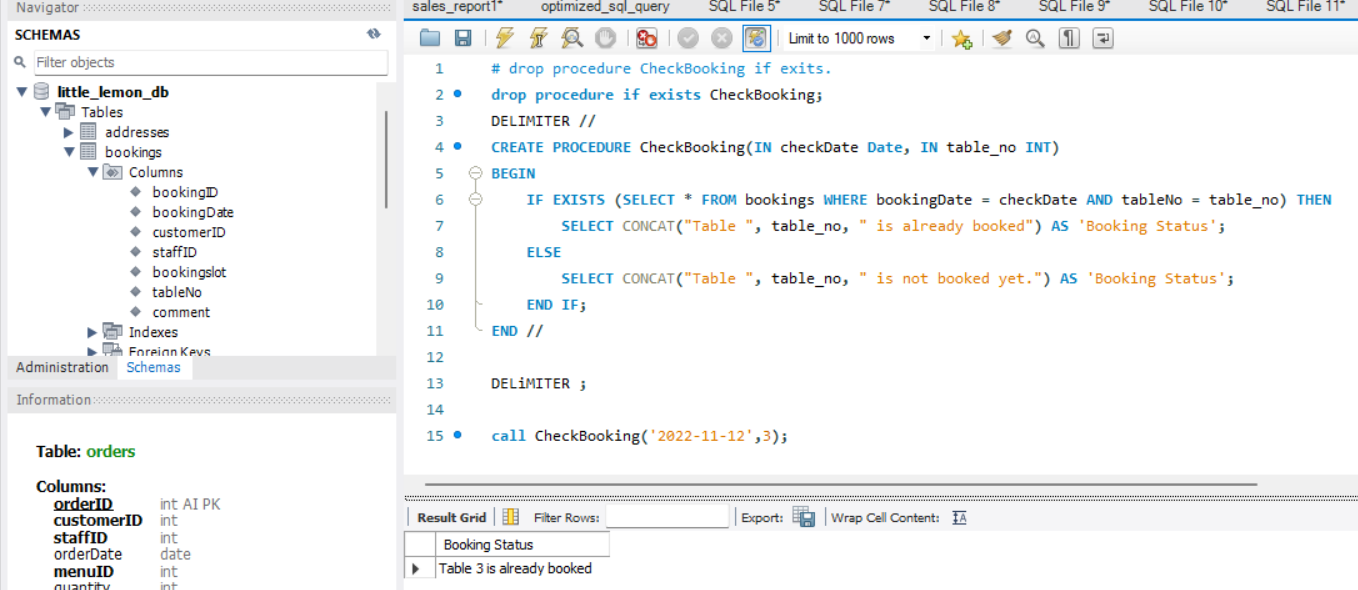 Navigator
SCHEMAS
Filter objects
little_lemon_db
Tables
addresses
bookings
Columns
bookingID
bookingDate
customerID
staffID
bookingslot
tableNo
comment
Indexes
Foreign Keys
Administration Schemas
Information
Table: orders
Columns:
orderID int AI PK
customerID int
staffID int
orderDate date
menuID int
quantity int
sales_report1* optimized_sql_query SQL File 5* SQL File 7* SQL File 8* SQL File 9* SQL File 10* SQL File 11*
Limit to 1000 rows
1 # drop procedure CheckBooking if exits.
2 drop procedure if exists CheckBooking;
3 DELIMITER //
4 CREATE PROCEDURE CheckBooking(IN checkDate Date, IN table_no INT)
5 BEGIN
6 IF EXISTS (SELECT * FROM bookings WHERE bookingDate = checkDate AND tableNo = table_no) THEN
7 SELECT CONCAT("Table ", table_no, " is already booked") AS 'Booking Status';
8 ELSE
9 SELECT CONCAT("Table ", table_no, " is not booked yet.") AS 'Booking Status';
10 END IF;
11 END //
12
13 DELiMITER ;
14
15 call CheckBooking('2022-11-12',3);
Result Grid Filter Rows: Export: Wrap Cell Content: IA
Booking Status
Table 3 is already booked